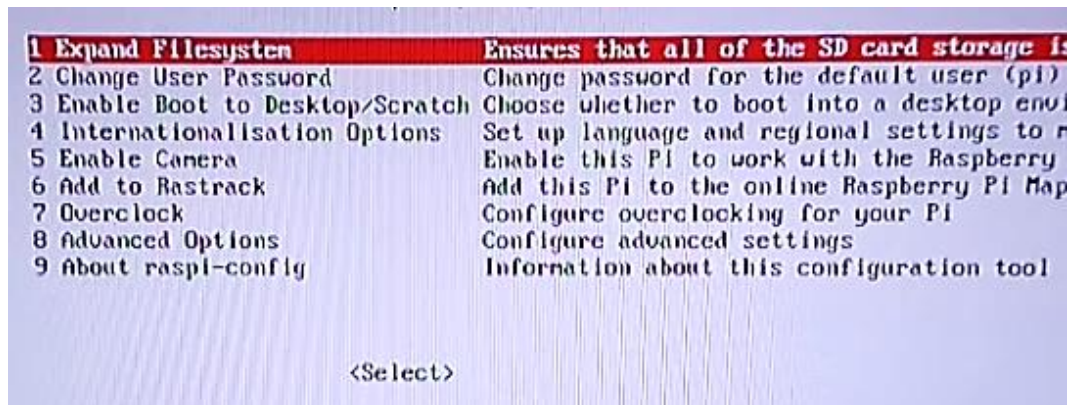 1 Expand Filesystem Ensures that all of the SD card storage is
2 Change User Password Change password for the default user (pi)
3 Enable Boot to Desktop/Scratch Choose whether to boot into a desktop envi
4 Internationalisation Options Set up language and regional settings to m
5 Enable Camera Enable this Pi to work with the Raspberry
6 Add to Rastrack Add this Pi to the online Raspberry Pi Map
7 Overclock Configure overclocking for your Pi
8 Advanced Options Configure advanced settings
9 About raspi-config Information about this configuration tool
<Select>